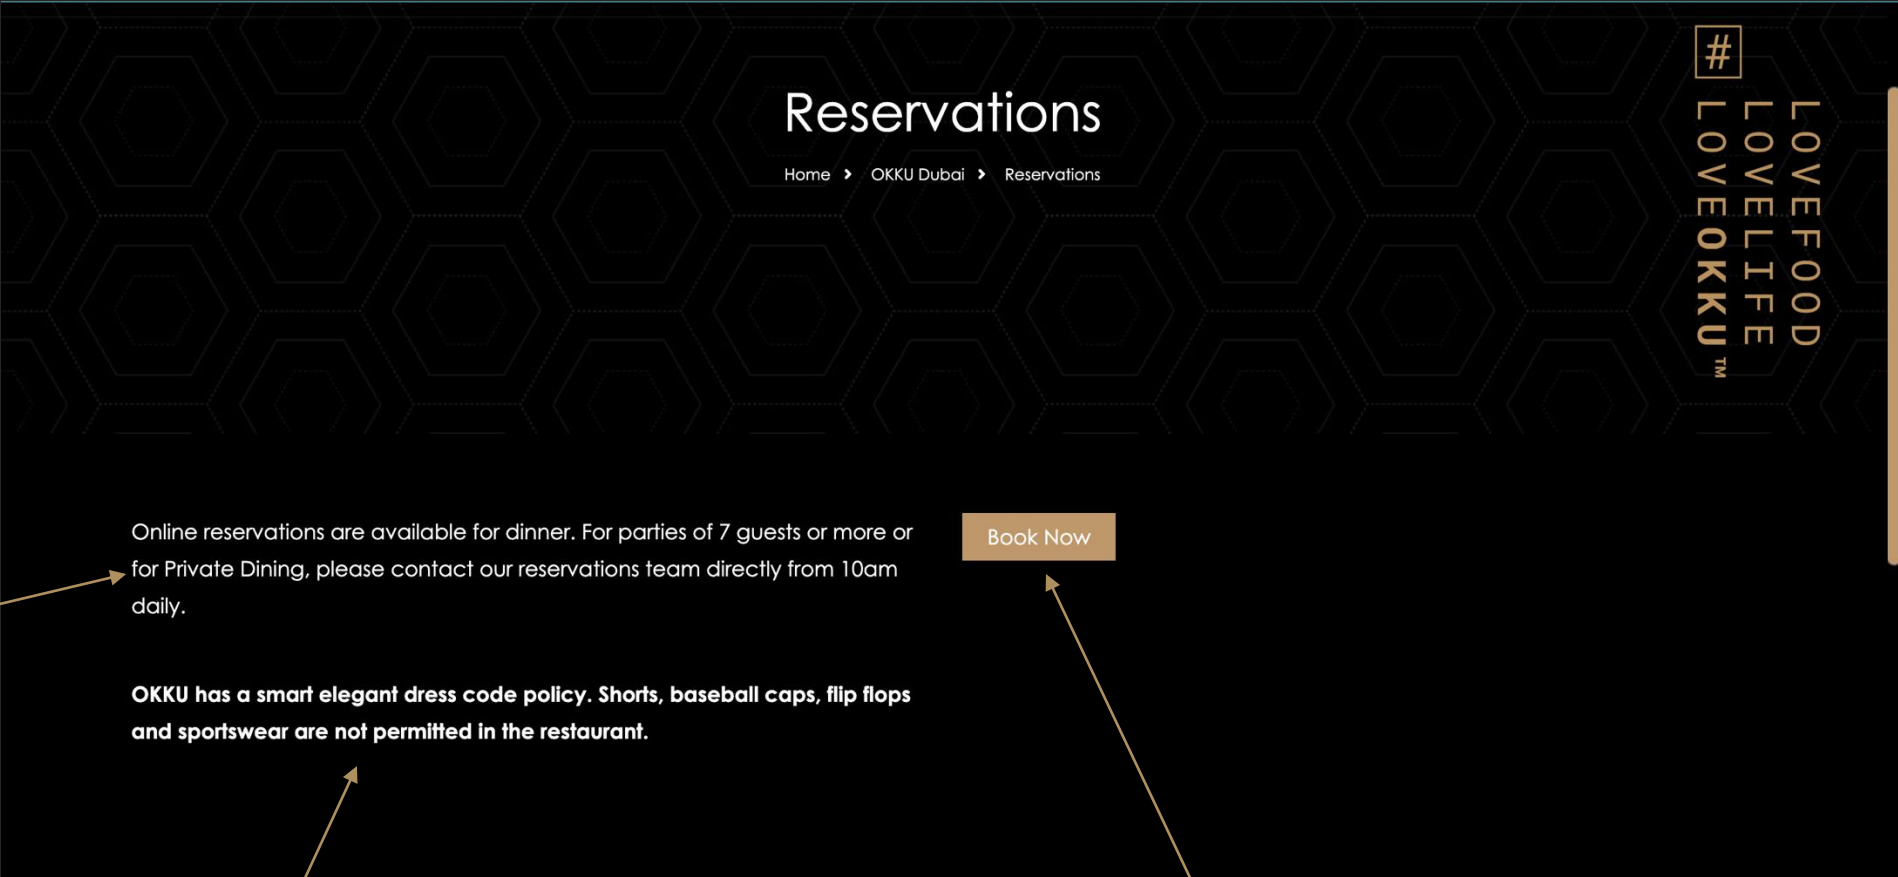 Reservations
Home > OKKU Dubai > Reservations
#
LOVEFOOD
LOVELIFE
LOVEOKKU™
Online reservations are available for dinner. For parties of 7 guests or more or
for Private Dining, please contact our reservations team directly from 10am
daily.
Book Now
OKKU has a smart elegant dress code policy. Shorts, baseball caps, flip flops
and sportswear are not permitted in the restaurant.